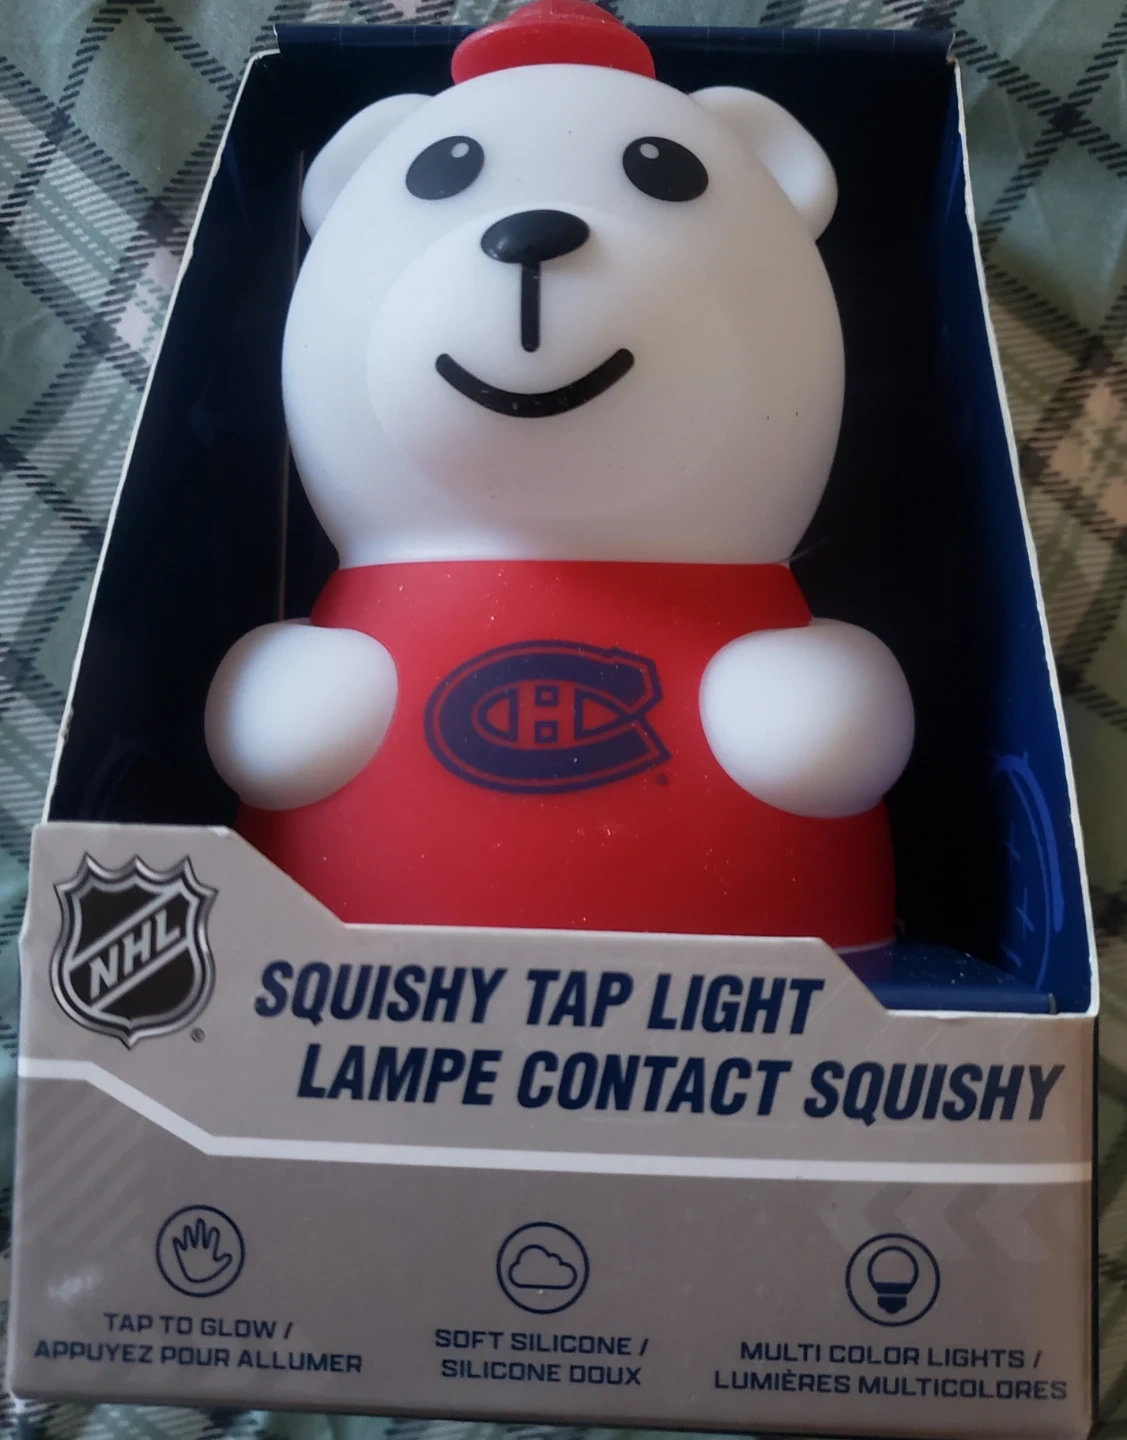 CH
NHL
®
SQUISHY TAP LIGHT
LAMPE CONTACT SQUISHY
TAP TO GLOW /
APPUYEZ POUR ALLUMER
SOFT SILICONE /
SILICONE DOUX
MULTI COLOR LIGHTS /
LUMIÈRES MULTICOLORES